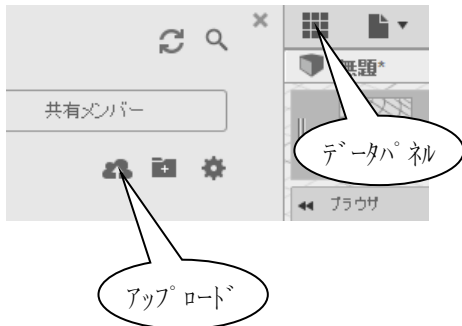 無題*
共有メンバー
データパネル
ブラウザ
アップロード